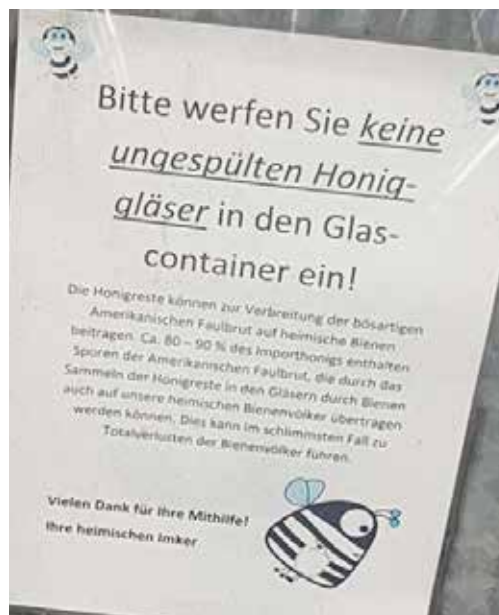 Bitte werfen Sie keine
ungespülten Honig-
gläser in den Glas-
container ein!
Die Honigreste können zur Verbreitung der bösartigen
Amerikanischen Faulbrut auf heimische Bienen
beitragen. Ca. 80 – 90 % des Importhonigs enthalten
Sporen der Amerikanischen Faulbrut, die durch das
Sammeln der Honigreste in den Gläsern durch Bienen
auch auf unsere heimischen Bienenvölker übertragen
werden können. Dies kann im schlimmsten Fall zu
Totalverlusten der Bienenvölker führen.
Vielen Dank für Ihre Mithilfe!
Ihre heimischen Imker